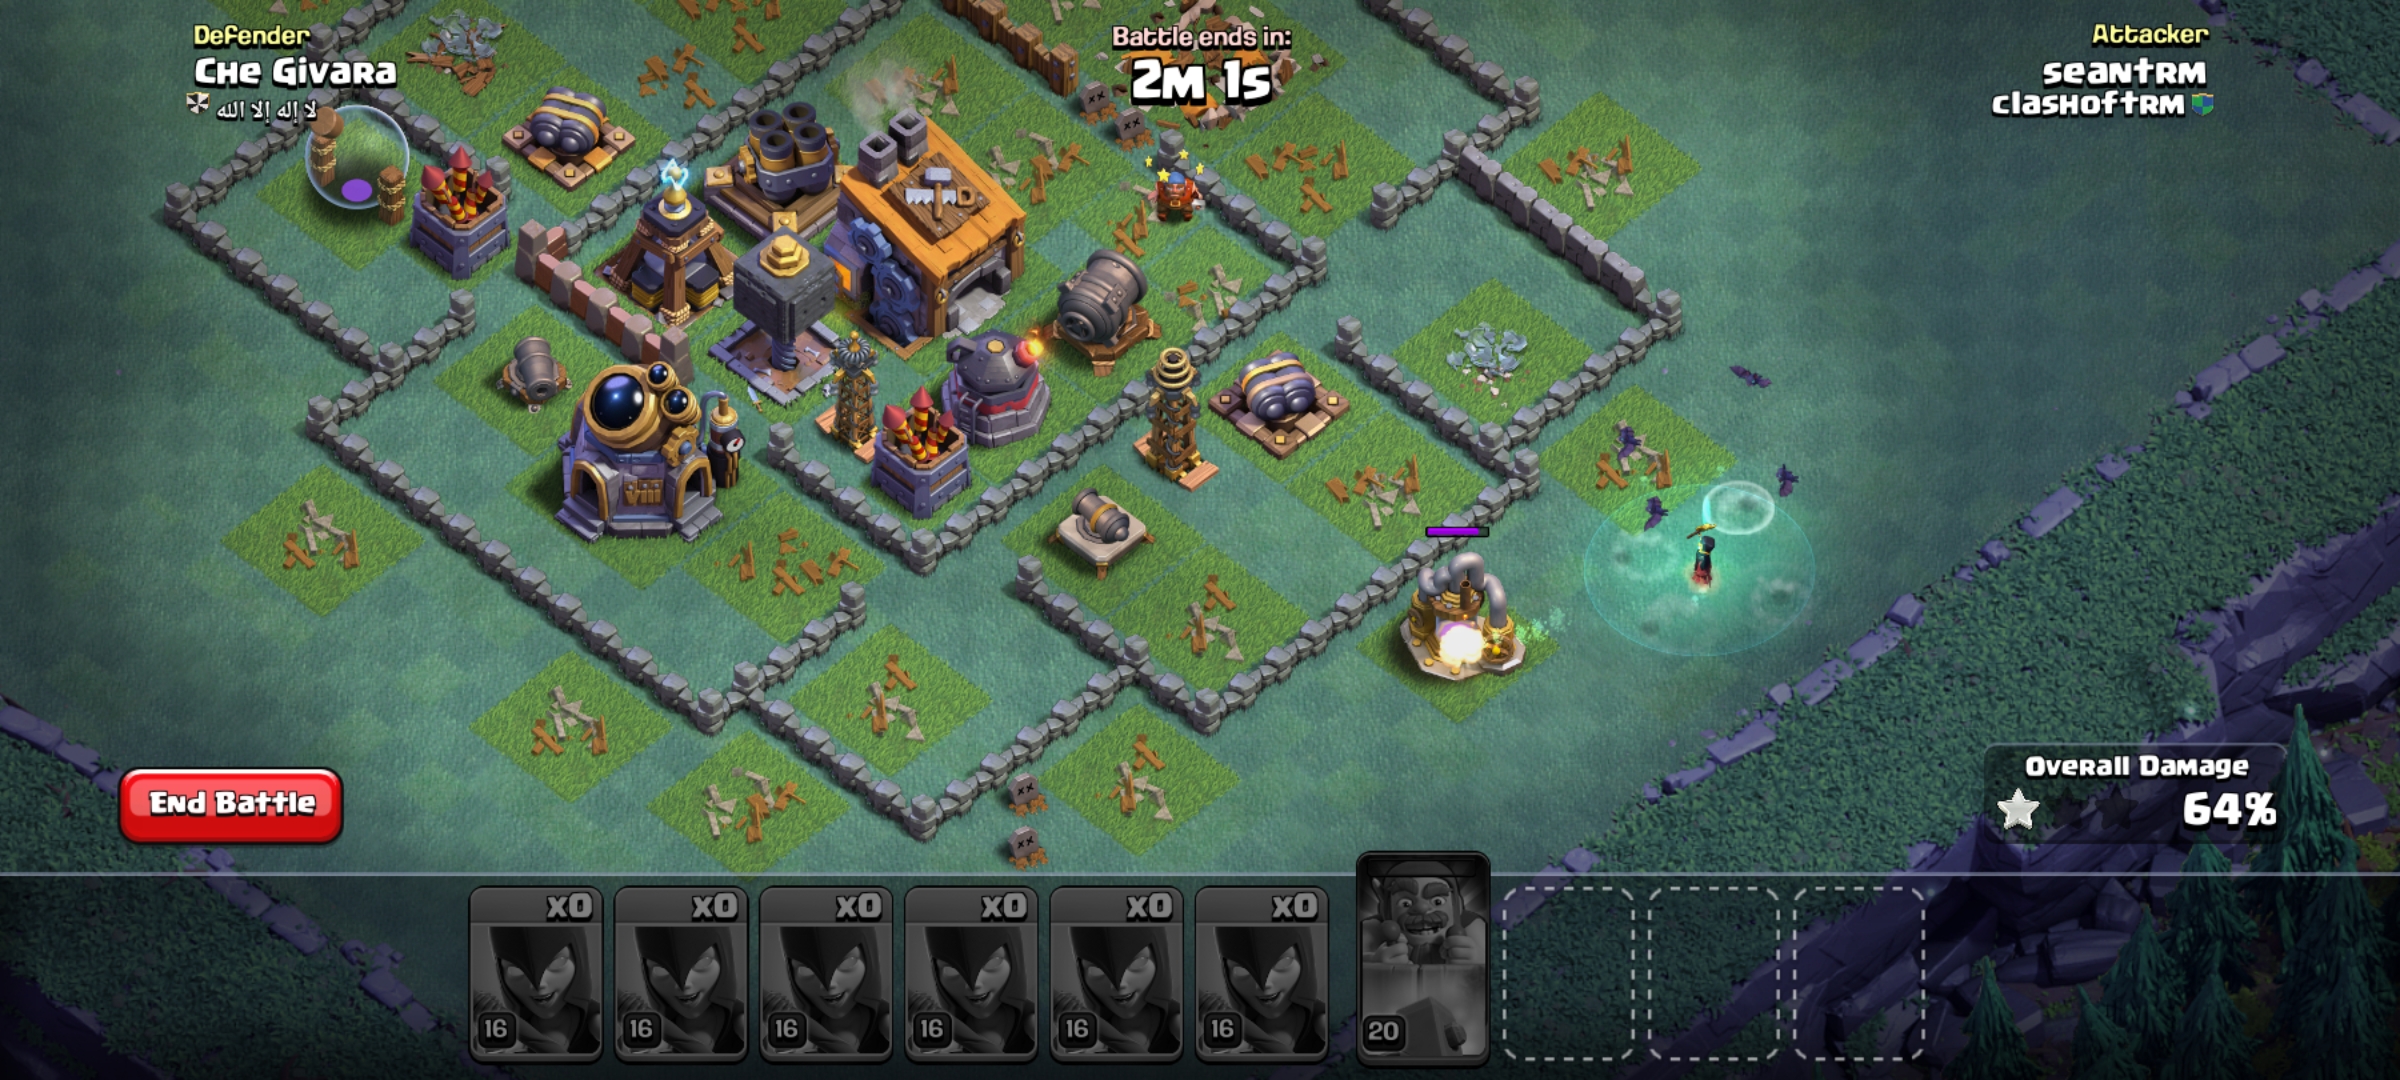 Defender
Che Givara
لا إله إلا الله
Battle ends in:
2M 1s
Attacker
seantrm
clashoftrm
VIII
End Battle
Overall Damage
64%
x0
x0
x0
x0
x0
x0
16
16
16
16
16
16
20